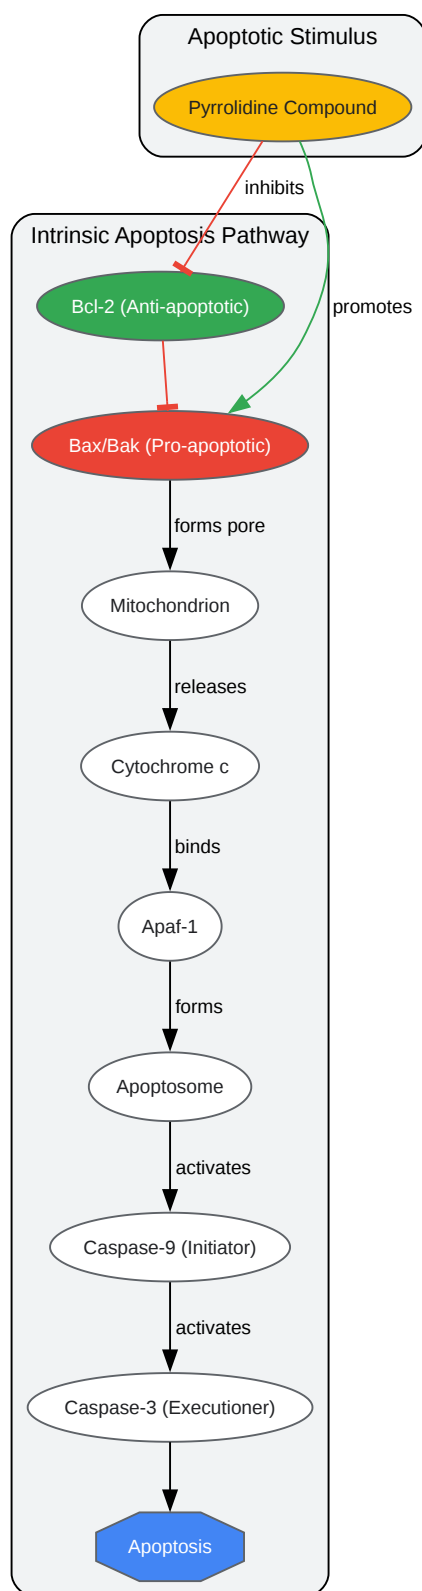 Apoptotic Stimulus
Pyrrolidine Compound
inhibits
Intrinsic Apoptosis Pathway
Bcl-2 (Anti-apoptotic)
promotes
Bax/Bak (Pro-apoptotic)
forms pore
Mitochondrion
releases
Cytochrome c
binds
Apaf-1
forms
Apoptosome
activates
Caspase-9 (Initiator)
activates
Caspase-3 (Executioner)
Apoptosis